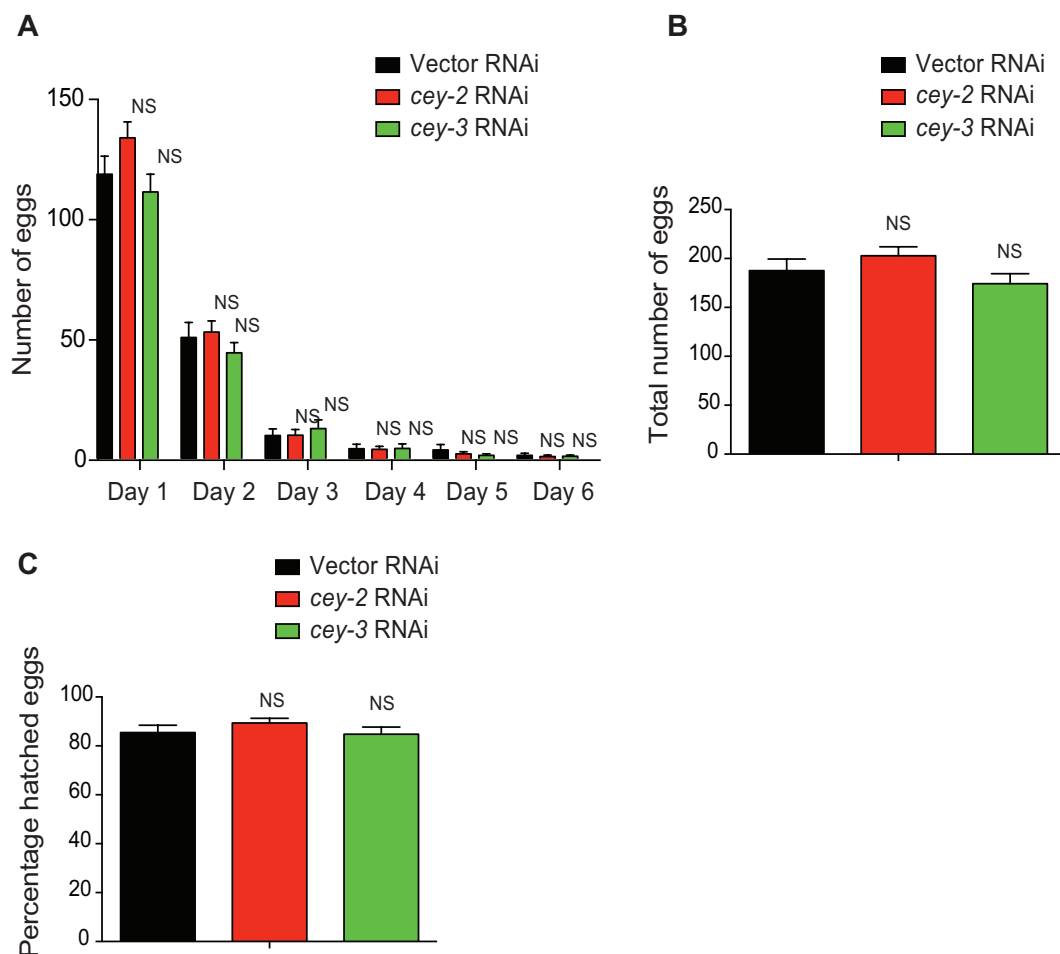 A
Vector RNAi
cey-2 RNAi
cey-3 RNAi
Number of eggs
150
100
50
0
NS
NS
NS
NS
NS
NS
NS
NS
NS
NS
NS
NS
Day 1
Day 2
Day 3
Day 4
Day 5
Day 6
B
Vector RNAi
cey-2 RNAi
cey-3 RNAi
Total number of eggs
250
200
150
100
50
0
NS
NS
C
Vector RNAi
cey-2 RNAi
cey-3 RNAi
Percentage hatched eggs
100
80
60
40
20
0
NS
NS